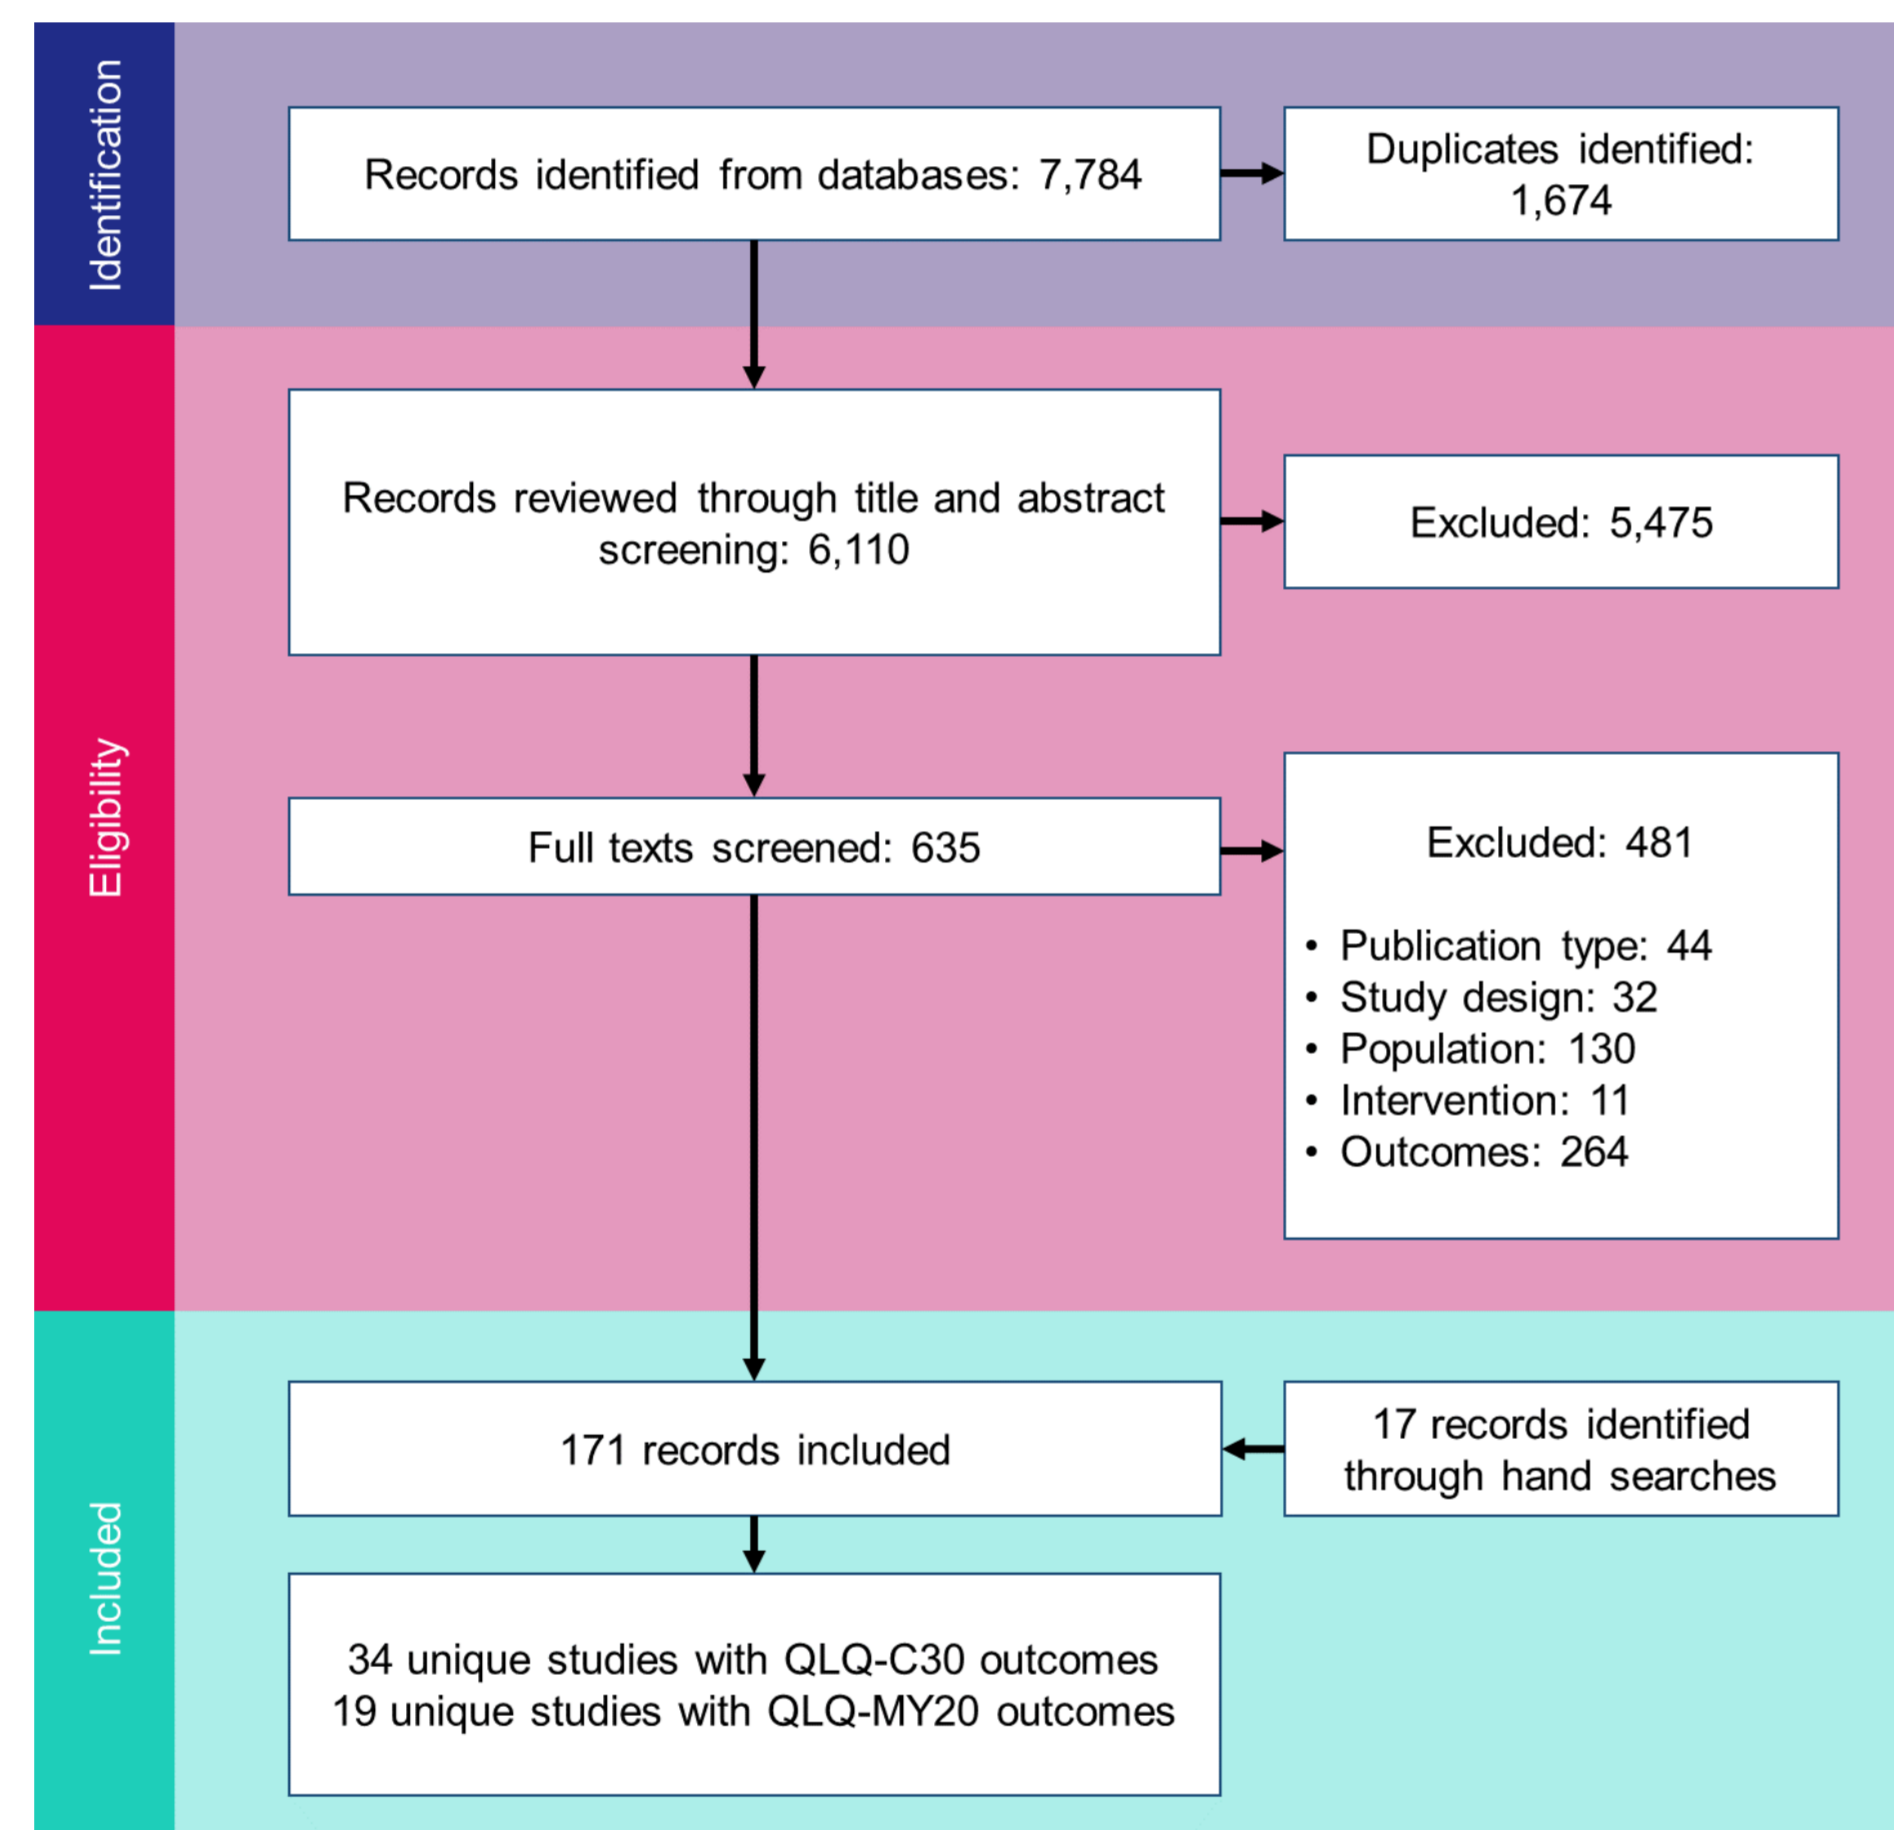 Identification
Records identified from databases: 7,784
Duplicates identified:
1,674
Eligibility
Records reviewed through title and abstract
screening: 6,110
Excluded: 5,475
Full texts screened: 635
Excluded: 481
• Publication type: 44
• Study design: 32
• Population: 130
• Intervention: 11
• Outcomes: 264
Included
171 records included
17 records identified
through hand searches
34 unique studies with QLQ-C30 outcomes
19 unique studies with QLQ-MY20 outcomes